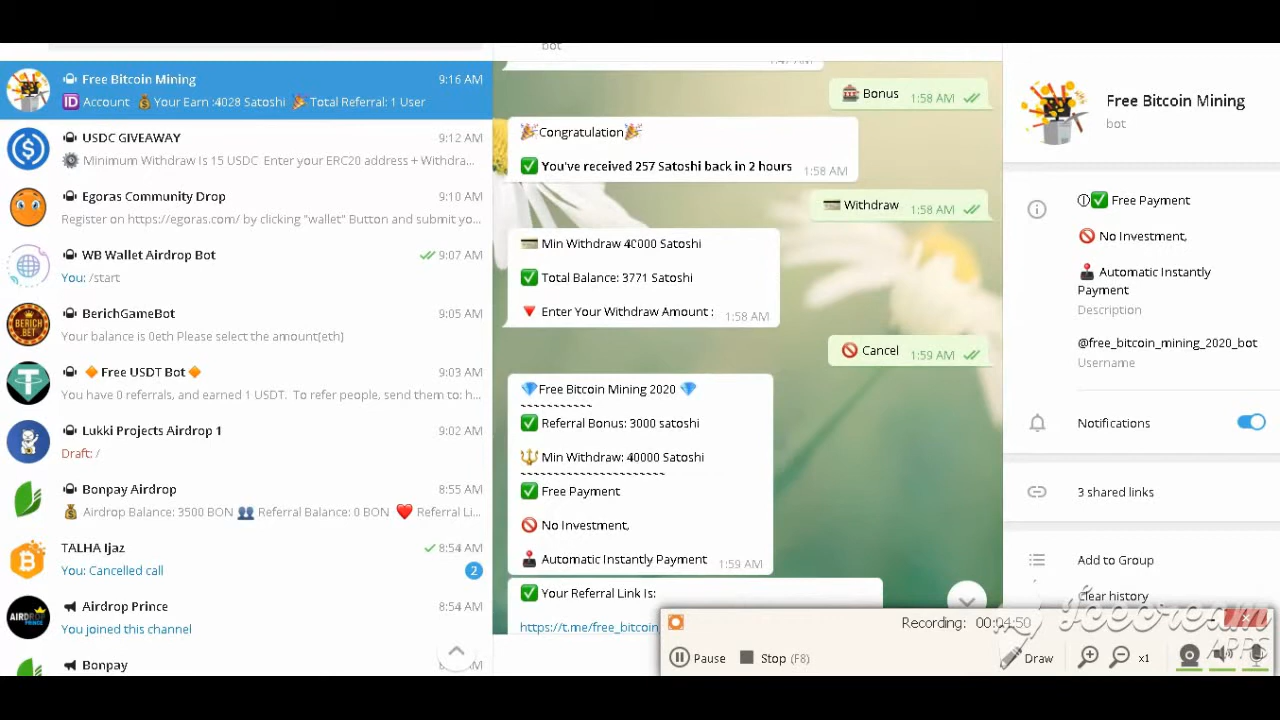 Free Bitcoin Mining 9:16 AM
🆔 Account 💰Your Earn :4028 Satoshi 🎉Total Referral: 1 User
USDC GIVEAWAY 9:12 AM
Minimum Withdraw Is 15 USDC Enter your ERC20 address + Withdra...
Egoras Community Drop 9:10 AM
Register on https://egoras.com/ by clicking "wallet" Button and submit yo...
WB Wallet Airdrop Bot 9:07 AM
You: /start
BerichGameBot 9:05 AM
Your balance is 0eth Please select the amount(eth)
🔶Free USDT Bot🔶 9:03 AM
You have 0 referrals, and earned 1 USDT. To refer people, send them to: h...
Lukki Projects Airdrop 1 9:02 AM
Draft: /
Bonpay Airdrop 8:55 AM
💰 Airdrop Balance: 3500 BON 👥 Referral Balance: 0 BON ❤️ Referral Li...
TALHA Ijaz 8:54 AM
You: Cancelled call 2
Airdrop Prince 8:54 AM
You joined this channel
Bonpay
BERICH
BET
AIRDROP
PRINCE
bot
🎰 Bonus 1:58 AM
🎉Congratulation🎉
✅ You've received 257 Satoshi back in 2 hours 1:58 AM
💳 Withdraw 1:58 AM
💳 Min Withdraw 40000 Satoshi
✅ Total Balance: 3771 Satoshi
🔻 Enter Your Withdraw Amount : 1:58 AM
🚫 Cancel 1:59 AM
💎Free Bitcoin Mining 2020 💎
~~~~~~~~~~~
✅ Referral Bonus: 3000 satoshi
🔱 Min Withdraw: 40000 Satoshi
~~~~~~~~~~~~~~~~~~~~~~
✅ Free Payment
🚫 No Investment,
🕹 Automatic Instantly Payment 1:59 AM
✅ Your Referral Link Is:
https://t.me/free_bitcoin
Free Bitcoin Mining
bot
✅ Free Payment
🚫 No Investment,
🕹 Automatic Instantly
Payment
Description
@free_bitcoin_mining_2020_bot
Username
Notifications
3 shared links
Add to Group
Clear history
Recording: 00:04:50
Icecream
APPS
Pause Stop (F8) Draw x1